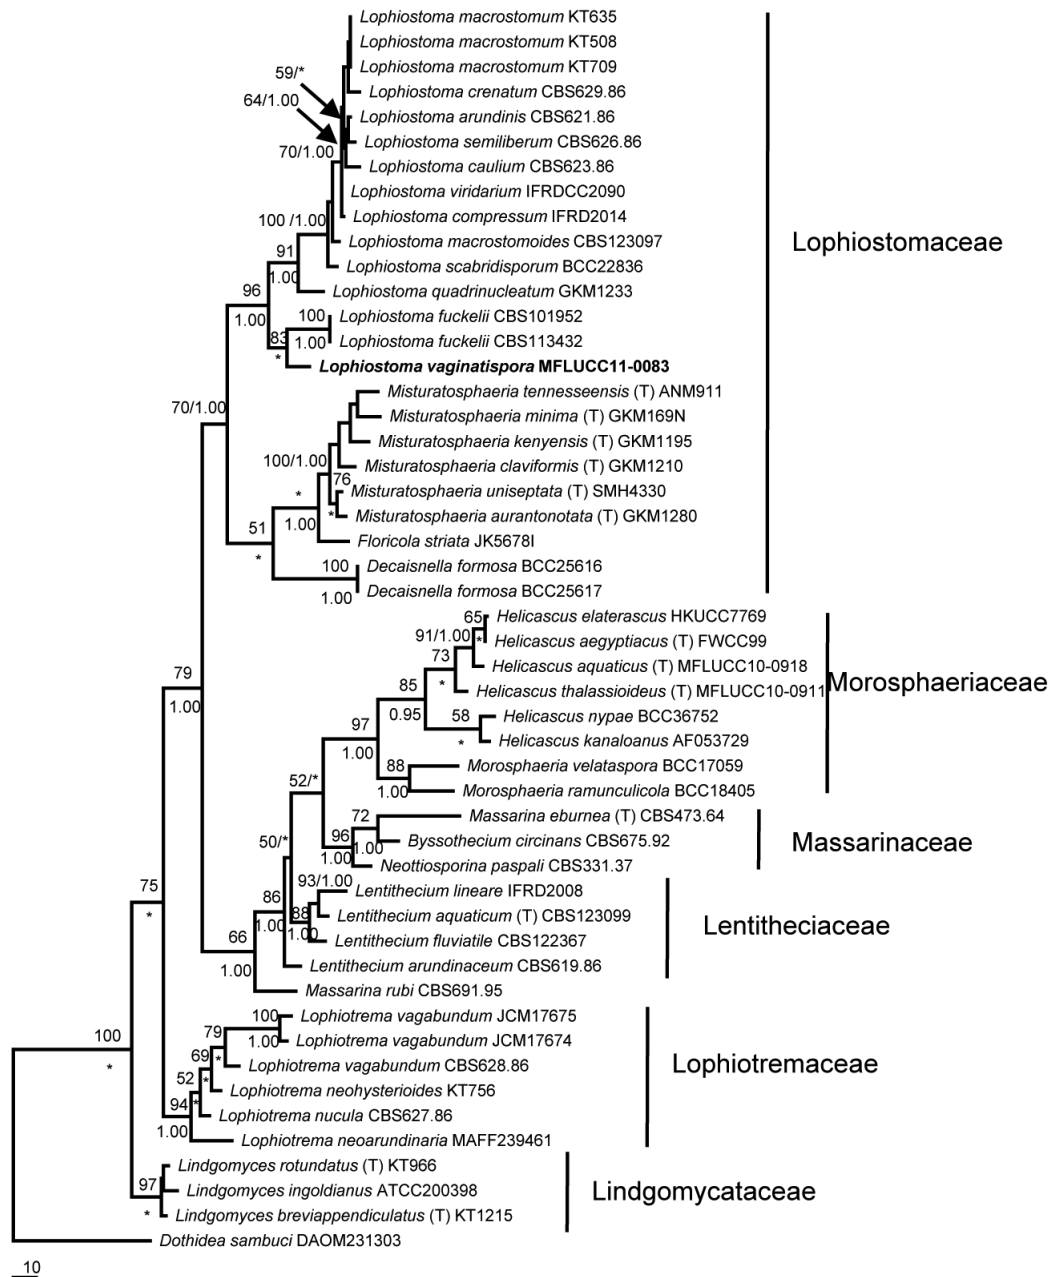 Lophiostoma macrostomum KT635
Lophiostoma macrostomum KT508
Lophiostoma macrostomum KT709
59/*
Lophiostoma crenatum CBS629.86
64/1.00
Lophiostoma arundinis CBS621.86
Lophiostoma semiliberum CBS626.86
70/1.00
Lophiostoma caulium CBS623.86
Lophiostoma viridarium IFRDCC2090
100 /1.00
Lophiostoma compressum IFRD2014
Lophiostoma macrostomoides CBS123097
Lophiostomaceae
91
1.00
Lophiostoma scabridisporum BCC22836
96
1.00
Lophiostoma quadrinucleatum GKM1233
100
1.00
Lophiostoma fuckelii CBS101952
Lophiostoma fuckelii CBS113432
83
*
Lophiostoma vaginatispora MFLUCC11-0083
70/1.00
Misturatosphaeria tennesseensis (T) ANM911
Misturatosphaeria minima (T) GKM169N
Misturatosphaeria kenyensis (T) GKM1195
100/1.00
Misturatosphaeria claviformis (T) GKM1210
76
*
Misturatosphaeria uniseptata (T) SMH4330
*
1.00
Misturatosphaeria aurantonotata (T) GKM1280
51
*
Floricola striata JK5678I
100
1.00
Decaisnella formosa BCC25616
Decaisnella formosa BCC25617
65
*
Helicascus elaterascus HKUCC7769
91/1.00
Helicascus aegyptiacus (T) FWCC99
73
*
Helicascus aquaticus (T) MFLUCC10-0918
79
1.00
85
0.95
Helicascus thalassioideus (T) MFLUCC10-0911
Morosphaeriaceae
58
*
Helicascus nypae BCC36752
97
1.00
Helicascus kanaloanus AF053729
88
1.00
Morosphaeria velataspora BCC17059
52/*
Morosphaeria ramunculicola BCC18405
72
1.00
Massarina eburnea (T) CBS473.64
50/*
96
1.00
Byssothecium circinans CBS675.92
Massarinaceae
Neottiosporina paspali CBS331.37
75
*
93/1.00
Lentithecium lineare IFRD2008
86
1.00
88
1.00
Lentithecium aquaticum (T) CBS123099
Lentitheciaceae
66
1.00
Lentithecium fluviatile CBS122367
Lentithecium arundinaceum CBS619.86
Massarina rubi CBS691.95
100
1.00
Lophiotrema vagabundum JCM17675
100
*
79
*
Lophiotrema vagabundum JCM17674
69
*
Lophiotrema vagabundum CBS628.86
Lophiotremaceae
52
*
Lophiotrema neohysterioides KT756
94
1.00
Lophiotrema nucula CBS627.86
Lophiotrema neoarundinaria MAFF239461
Lindgomyces rotundatus (T) KT966
97
*
Lindgomyces ingoldianus ATCC200398
Lindgomycataceae
Lindgomyces breviappendiculatus (T) KT1215
Dothidea sambuci DAOM231303
10